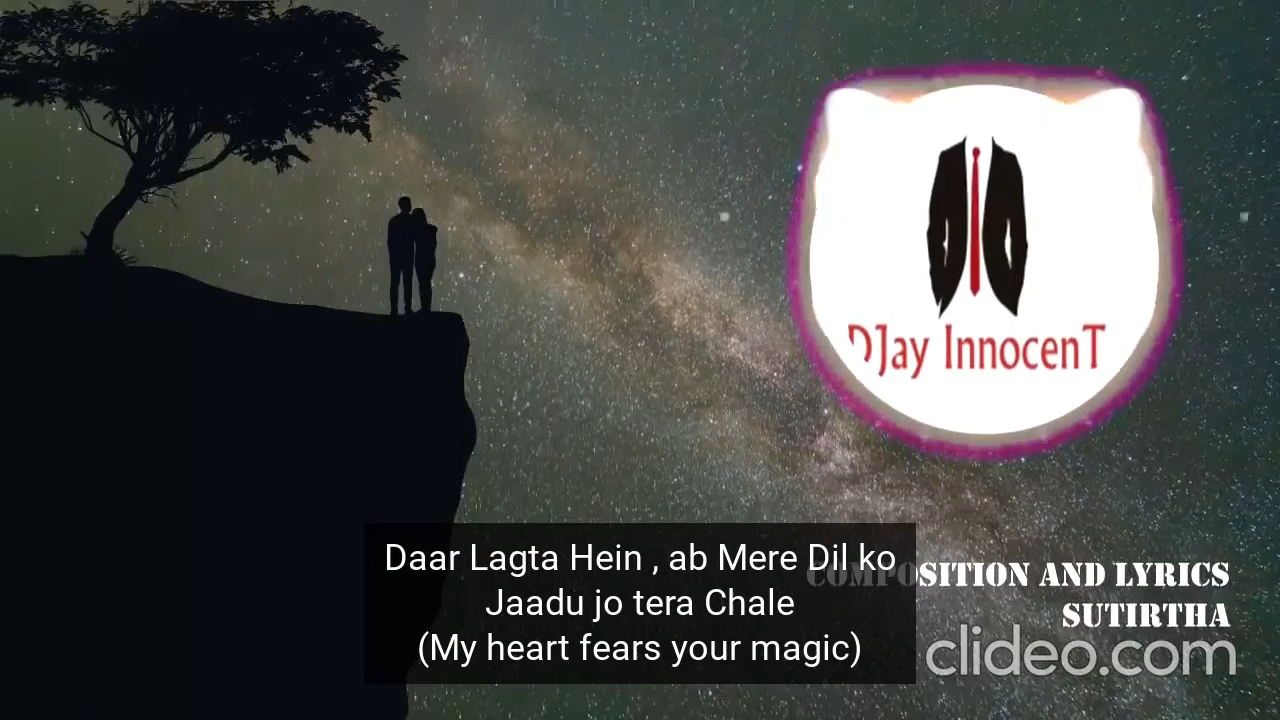 DJay InnocenT
Daar Lagta Hein , ab Mere Dil ko
Jaadu jo tera Chale
(My heart fears your magic)
COMPOSITION AND LYRICS
SUTIRTHA
clideo.com